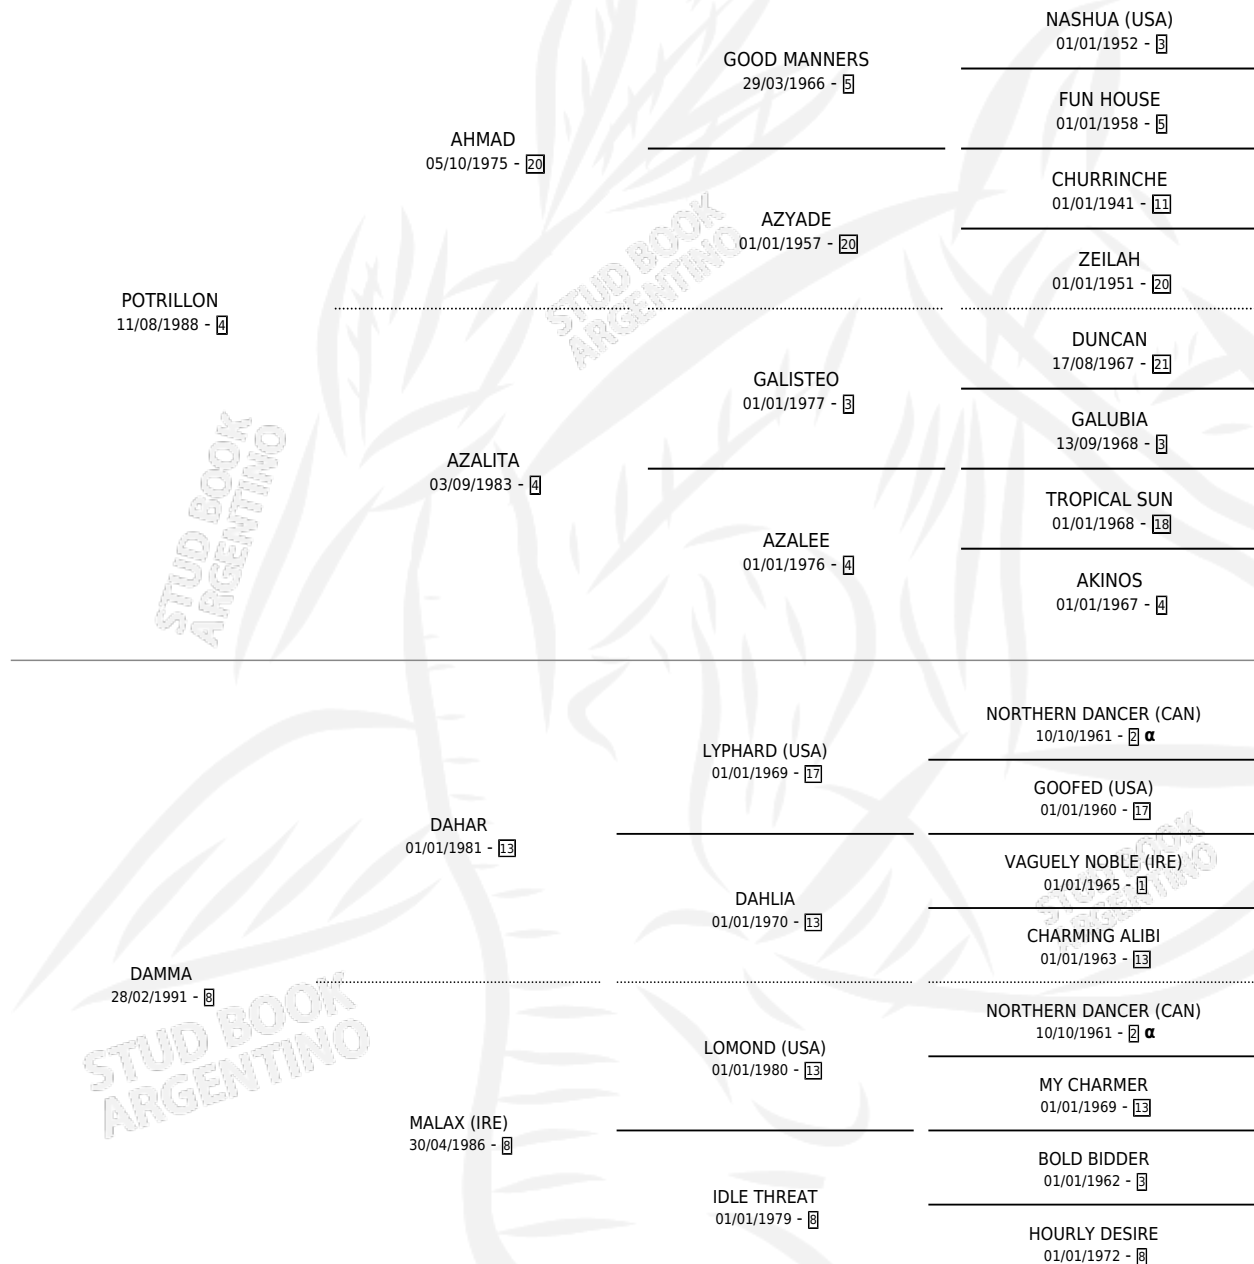 NASHUA (USA)
01/01/1952 - 3
GOOD MANNERS
29/03/1966 - 5
FUN HOUSE
01/01/1958 - 5
AHMAD
05/10/1975 - 20
CHURRINCHE
01/01/1941 - 11
AZYADE
01/01/1957 - 20
ZEILAH
01/01/1951 - 20
POTRILLON
11/08/1988 - 4
DUNCAN
17/08/1967 - 21
GALISTEO
01/01/1977 - 3
GALUBIA
13/09/1968 - 3
AZALITA
03/09/1983 - 4
TROPICAL SUN
01/01/1968 - 18
AZALEE
01/01/1976 - 4
AKINOS
01/01/1967 - 4
NORTHERN DANCER (CAN)
10/10/1961 - 2 α
LYPHARD (USA)
01/01/1969 - 17
GOOFED (USA)
01/01/1960 - 17
DAHAR
01/01/1981 - 13
VAGUELY NOBLE (IRE)
01/01/1965 - 1
DAHLIA
01/01/1970 - 13
CHARMING ALIBI
01/01/1963 - 13
DAMMA
28/02/1991 - 8
NORTHERN DANCER (CAN)
10/10/1961 - 2 α
LOMOND (USA)
01/01/1980 - 13
MY CHARMER
01/01/1969 - 13
MALAX (IRE)
30/04/1986 - 8
BOLD BIDDER
01/01/1962 - 3
IDLE THREAT
01/01/1979 - 8
HOURLY DESIRE
01/01/1972 - 8
STUD BOOK
ARGENTINO
STUD BOOK
ARGENTINO
STUD BOOK
ARGENTINO
STUD BOOK
ARGENTINO